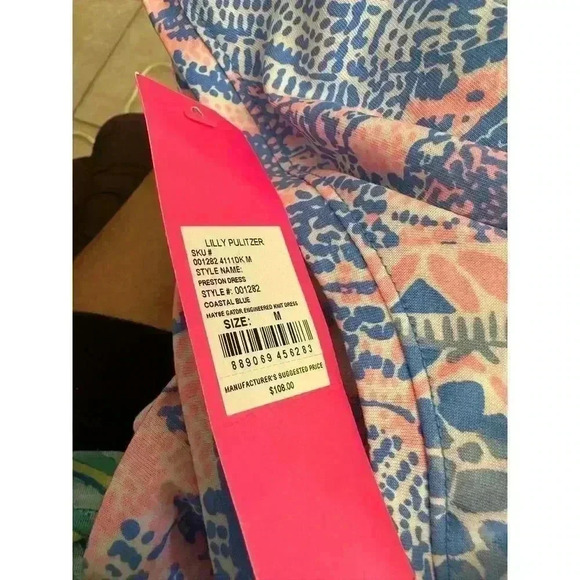 LILLY PULITZER
SKU #
001282 4111DK M
STYLE NAME:
PRESTON DRESS
STYLE #: 001282
COASTAL BLUE
MAYBE GATOR ENGINEERED KNIT DRESS
SIZE: M
889069 456283
MANUFACTURER'S SUGGESTED PRICE
$108.00